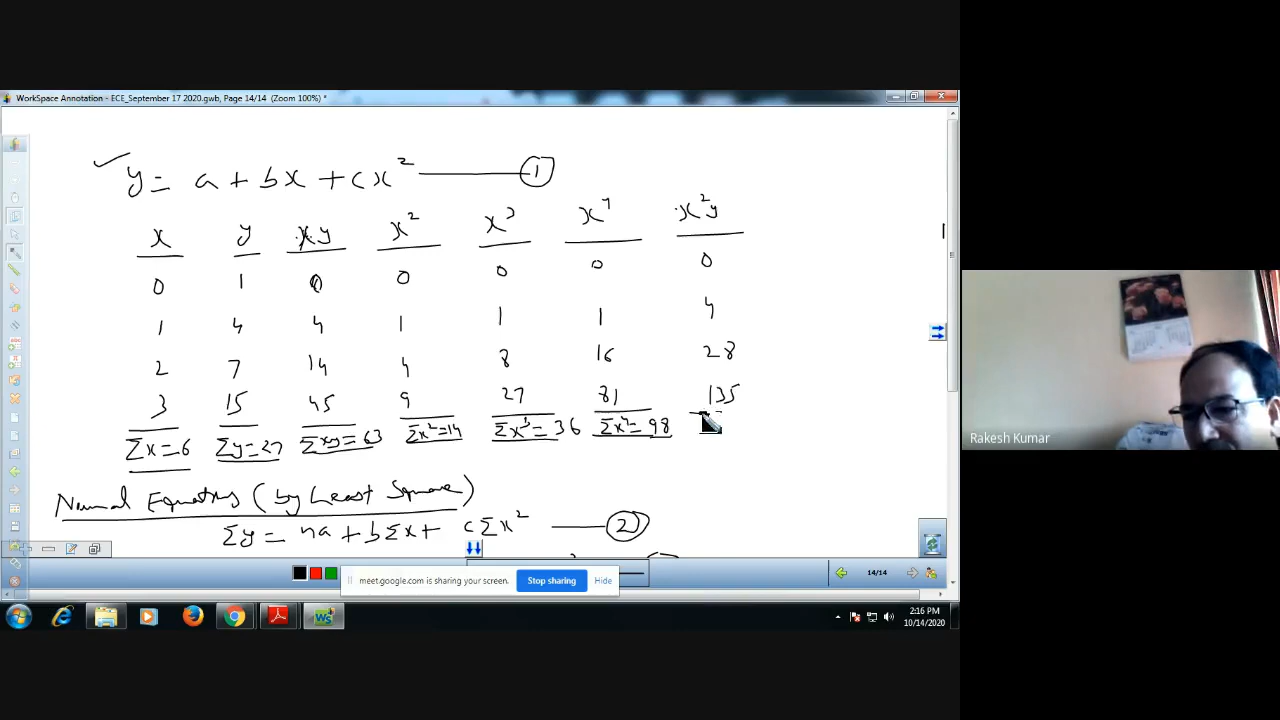 WorkSpace Annotation - ECE_September 17 2020.gwb, Page 14/14 (Zoom 100%) *
y = a + bx + cx² ——— ①
x y xy x² x³ x⁴ x²y
0 1 0 0 0 0 0
1 4 4 1 1 1 4
2 7 14 4 8 16 28
3 15 45 9 27 81 135
Σx=6 Σy=27 Σxy=63 Σx²=14 Σx³=36 Σx⁴=98
Normal Equations (by Least Square)
Σy = na + bΣx + cΣx² ——— ②
14/14
meet.google.com is sharing your screen. Stop sharing Hide
2:16 PM
10/14/2020
Rakesh Kumar